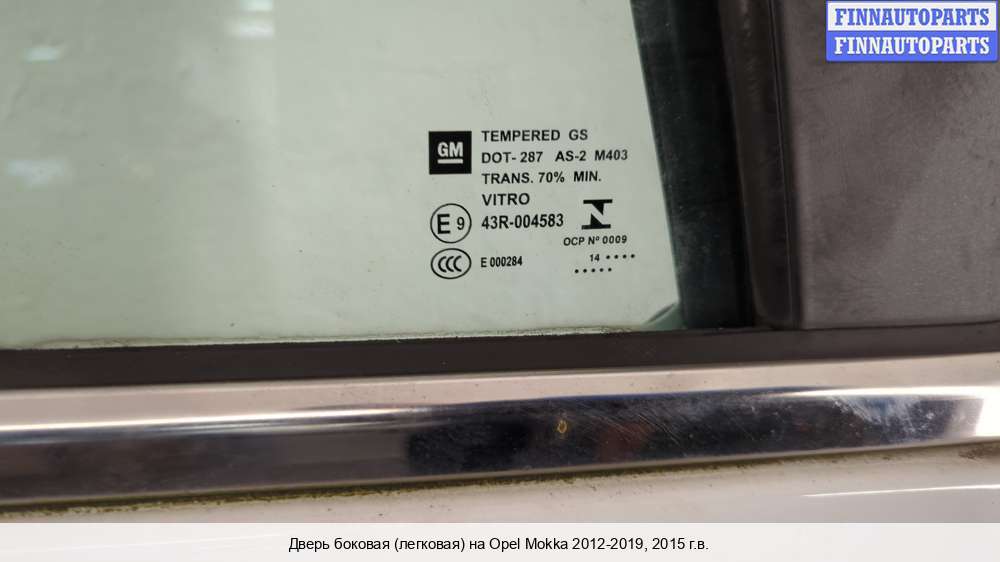 FINNAUTOPARTS
FINNAUTOPARTS
GM
TEMPERED GS
DOT- 287 AS-2 M403
TRANS. 70% MIN.
VITRO
E 9
43R-004583
N
OCP Nº 0009
CCC
E 000284
14 ••••
•••••
Дверь боковая (легковая) на Opel Mokka 2012-2019, 2015 г.в.